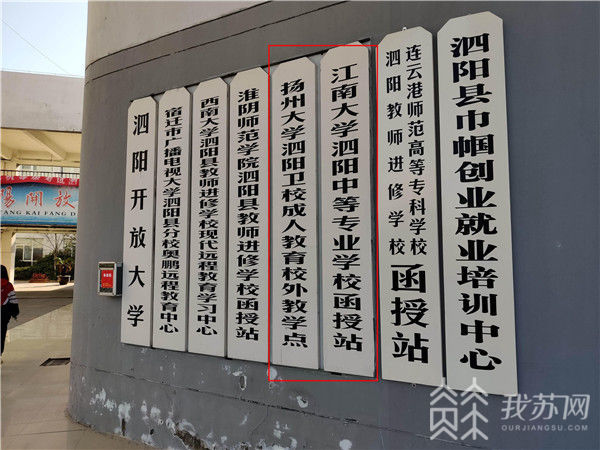 泗阳开放大学
宿迁市广播电视大学泗阳县分校奥鹏远程教育中心
西南大学泗阳县教师进修学校现代远程教育学习中心
淮阴师范学院泗阳县教师进修学校函授站
扬州大学泗阳卫校成人教育校外教学点
江南大学泗阳中等专业学校函授站
连云港师范高等专科学校
泗阳教师进修学校
函授站
泗阳县巾帼创业就业培训中心
陽開放
ANG KAI FANG D
我苏网
OURJIANGSU.COM